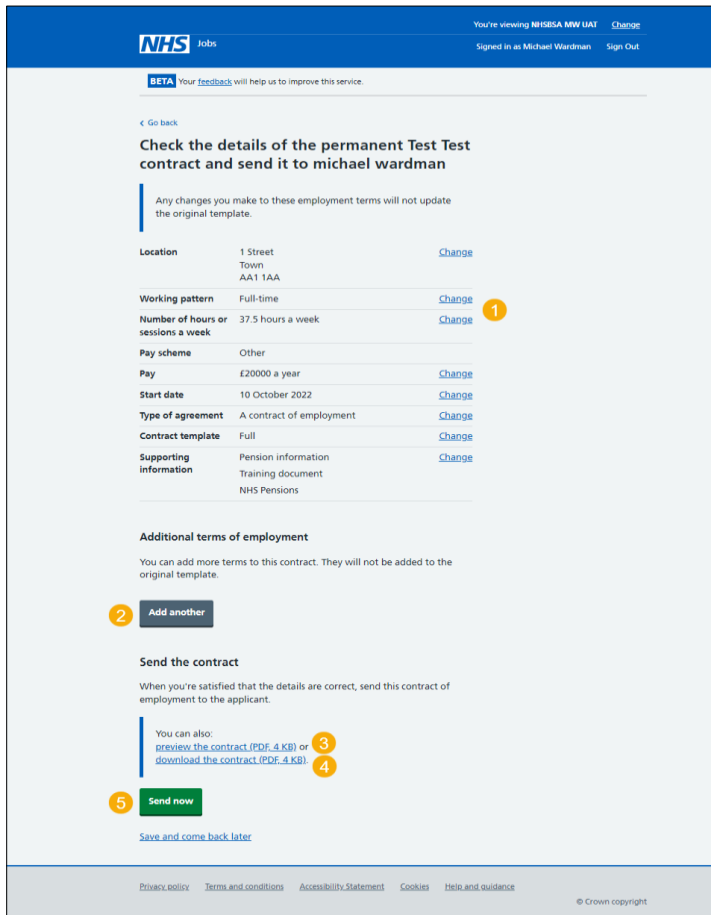 You're viewing NHSBSA MW UAT Change
NHS Jobs
Signed in as Michael Wardman Sign Out
BETA Your feedback will help us to improve this service.
< Go back
Check the details of the permanent Test Test
contract and send it to michael wardman
Any changes you make to these employment terms will not update
the original template.
Location 1 Street Change
Town
AA1 1AA
Working pattern Full-time Change
1
Number of hours or 37.5 hours a week Change
sessions a week
Pay scheme Other
Pay £20000 a year Change
Start date 10 October 2022 Change
Type of agreement A contract of employment Change
Contract template Full Change
Supporting Pension information Change
information
Training document
NHS Pensions
Additional terms of employment
You can add more terms to this contract. They will not be added to the
original template.
2 Add another
Send the contract
When you're satisfied that the details are correct, send this contract of
employment to the applicant.
You can also:
preview the contract (PDF, 4 KB) or 3
download the contract (PDF, 4 KB). 4
5 Send now
Save and come back later
Privacy policy Terms and conditions Accessibility Statement Cookies Help and guidance
© Crown copyright